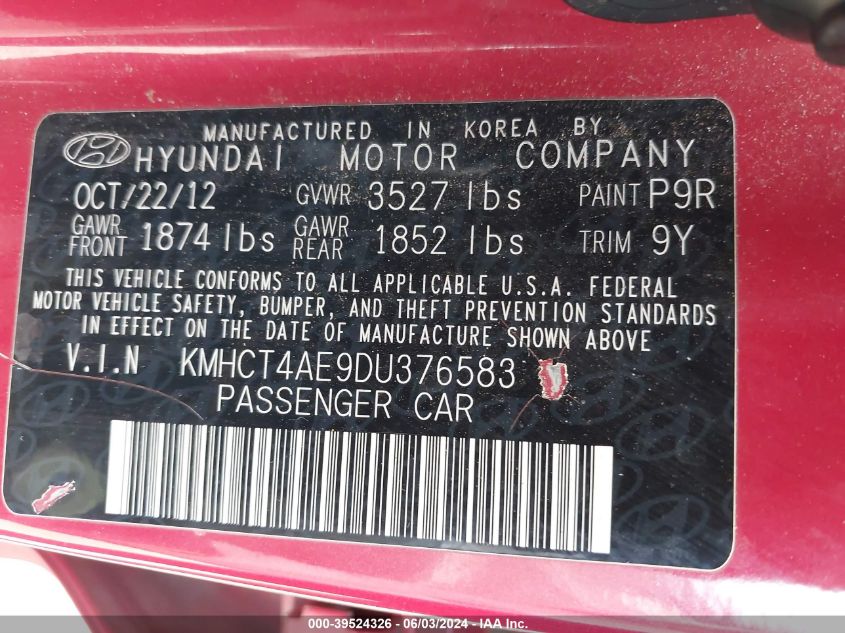 MANUFACTURED IN KOREA BY
HYUNDAI MOTOR COMPANY
OCT/22/12 GVWR 3527 lbs PAINT P9R
GAWR FRONT 1874 lbs GAWR REAR 1852 lbs TRIM 9Y
THIS VEHICLE CONFORMS TO ALL APPLICABLE U.S.A. FEDERAL
MOTOR VEHICLE SAFETY, BUMPER, AND THEFT PREVENTION STANDARDS
IN EFFECT ON THE DATE OF MANUFACTURE SHOWN ABOVE
V.I.N KMHCT4AE9DU376583
PASSENGER CAR
000-39524326 - 06/03/2024 - IAA Inc.